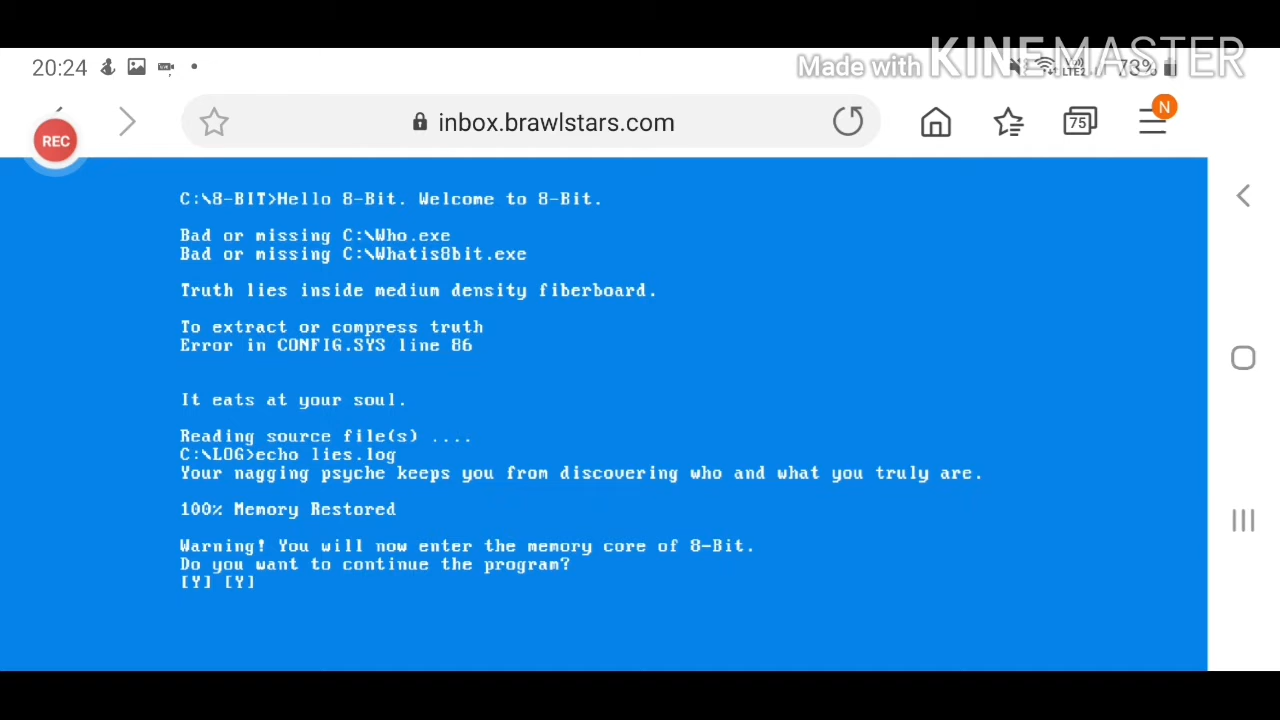 Made with KINEMASTER
20:24
LTE2
73%
REC
inbox.brawlstars.com
75
N
C:\8-BIT>Hello 8-Bit. Welcome to 8-Bit.
Bad or missing C:\Who.exe
Bad or missing C:\Whatis8bit.exe
Truth lies inside medium density fiberboard.
To extract or compress truth
Error in CONFIG.SYS line 86
It eats at your soul.
Reading source file(s) ....
C:\LOG>echo lies.log
Your nagging psyche keeps you from discovering who and what you truly are.
100% Memory Restored
Warning! You will now enter the memory core of 8-Bit.
Do you want to continue the program?
[Y] [Y]